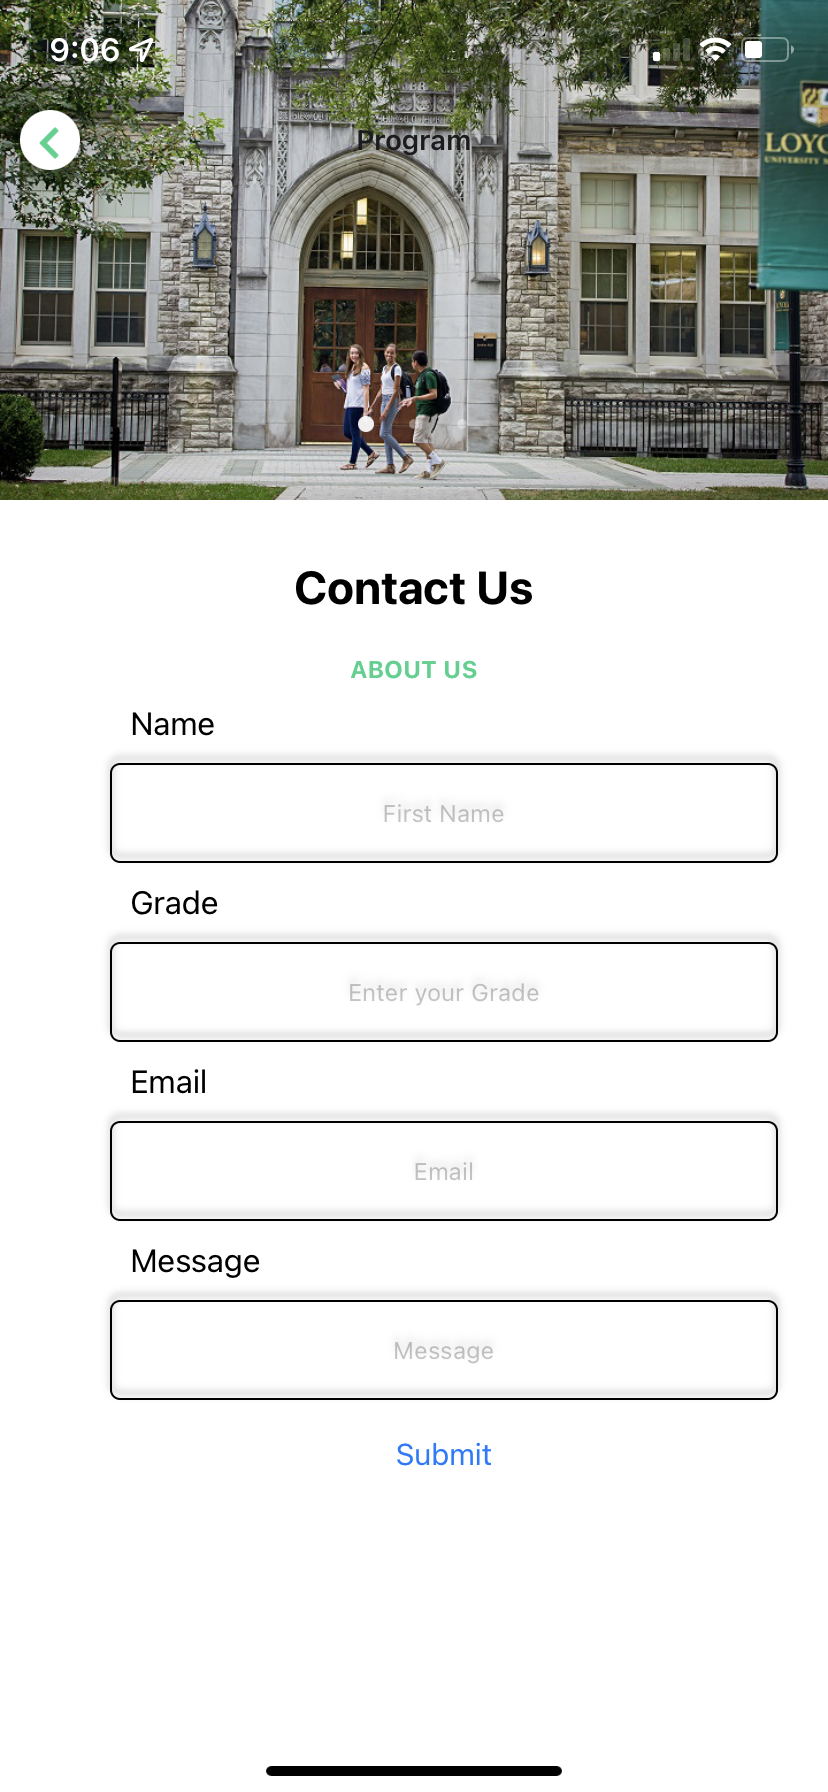 9:06
Program
LOYO
UNIVERSITY
Contact Us
ABOUT US
Name
First Name
Grade
Enter your Grade
Email
Email
Message
Message
Submit